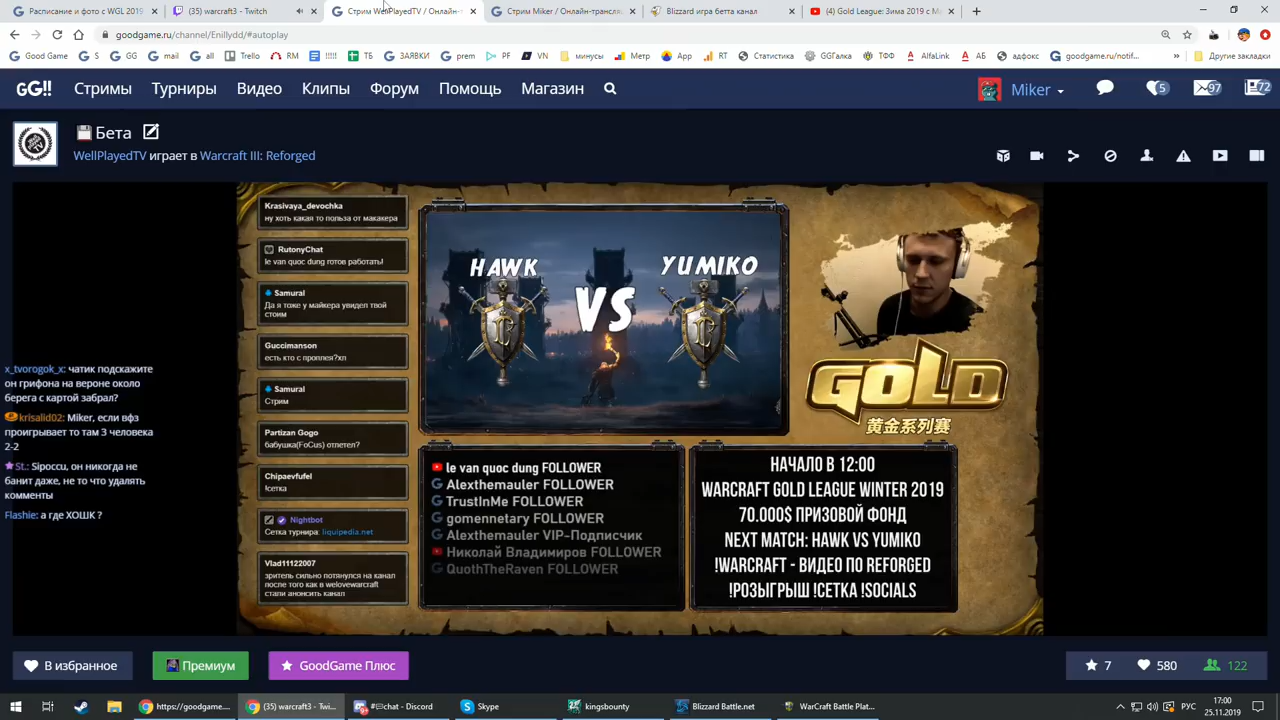 Расписание и фото с WGL 2019
(35) warcraft3 - Twitch
Стрим WellPlayedTV / Онлайн-т
Стрим Miker / Онлайн-трансля
Blizzard игра бетта канал
(4) Gold League: Зима 2019 с Mi
goodgame.ru/channel/Enillydd/#autoplay
Good Game
S
GG
mail
all
Trello
RM
!!!!
ТБ
ЗАЯВКИ
prem
PF
VN
минусы
Метр
App
RT
Статистика
GGГалка
ТФФ
AlfaLink
АБ
адфокс
goodgame.ru/notif...
»
Другие закладки
GG!!
Стримы
Турниры
Видео
Клипы
Форум
Помощь
Магазин
Miker
5
97
72
Бета
WellPlayedTV играет в Warcraft III: Reforged
x_tvorogok_x: чатик подскажите
он грифона на вероне около
берега с картой забрал?
krisalid02: Miker, если вфз
проигрывает то там 3 человека
2-2
St.: Sipoccu, он никогда не
банит даже, не то что удалять
комменты
Flashie: а где ХОШК ?
Krasivaya_devochka
ну хоть какая то польза от макакера
RutonyChat
le van quoc dung готов работать!
Samural
Да я тоже у майкера увидел твой
стоим
Guccimanson
есть кто с проплея?хп
Samural
Стрим
Partizan Gogo
бабушка(FoCus) отлетел?
Chipaevfufel
!сетка
Nightbot
Сетка турнира: liquipedia.net
Vlad11122007
зритель сильно потянулся на канал
после того как в welovewarcraft
стали анонсить канал
HAWK
VS
YUMIKO
GOLD
黄金系列赛
le van quoc dung FOLLOWER
Alexthemauler FOLLOWER
TrustInMe FOLLOWER
gomennetary FOLLOWER
Alexthemauler VIP-Подписчик
Николай Владимиров FOLLOWER
QuothTheRaven FOLLOWER
НАЧАЛО В 12:00
WARCRAFT GOLD LEAGUE WINTER 2019
70.000$ ПРИЗОВОЙ ФОНД
NEXT MATCH: HAWK VS YUMIKO
!WARCRAFT - ВИДЕО ПО REFORGED
!РОЗЫГРЫШ !СЕТКА !SOCIALS
В избранное
Премиум
GoodGame Плюс
7
580
122
https://goodgame....
(35) warcraft3 - Twi...
#🍺chat - Discord
Skype
kingsbounty
Blizzard Battle.net
WarCraft Battle Plat...
РУС
17:00
25.11.2019